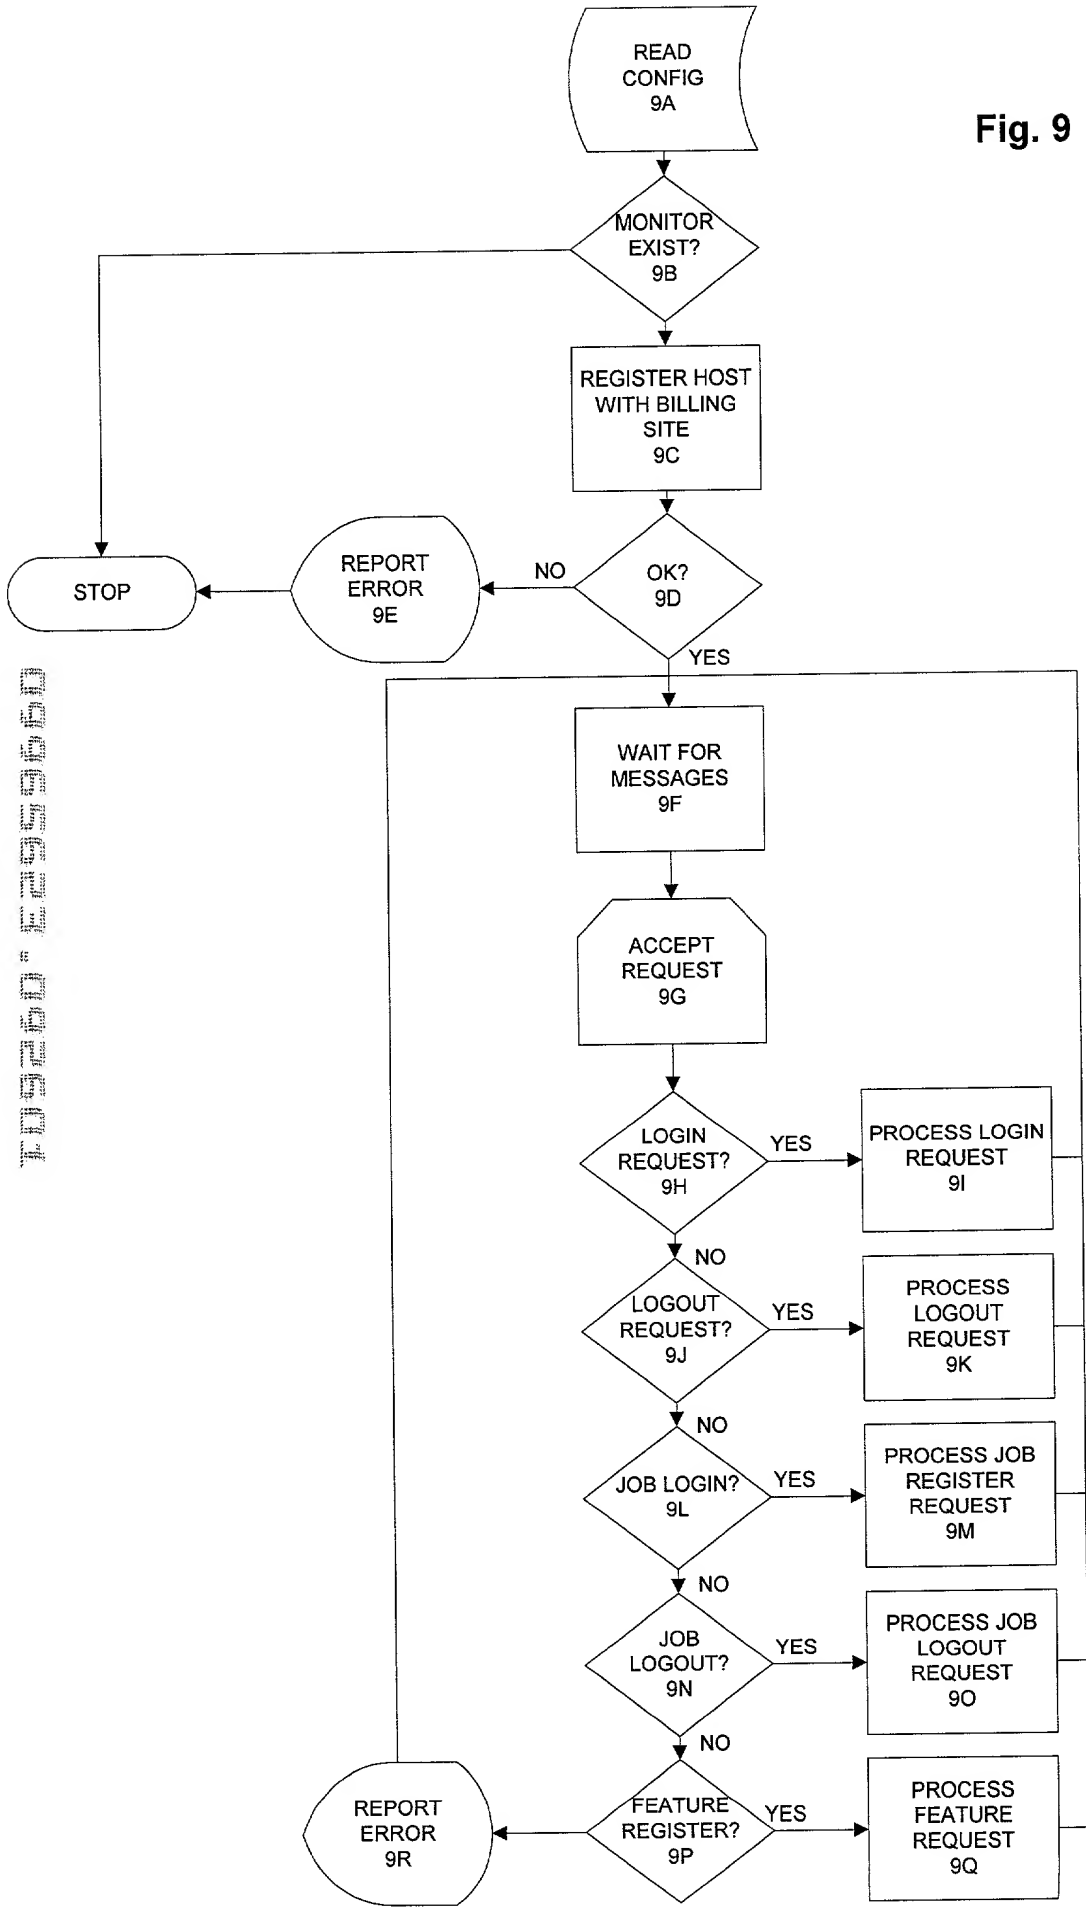 READ
CONFIG
9A
Fig. 9
MONITOR
EXIST?
9B
REGISTER HOST
WITH BILLING
SITE
9C
STOP
REPORT
ERROR
9E
NO
OK?
9D
YES
WAIT FOR
MESSAGES
9F
ACCEPT
REQUEST
9G
LOGIN
REQUEST?
9H
YES
PROCESS LOGIN
REQUEST
9I
NO
LOGOUT
REQUEST?
9J
YES
PROCESS
LOGOUT
REQUEST
9K
NO
JOB LOGIN?
9L
YES
PROCESS JOB
REGISTER
REQUEST
9M
NO
JOB
LOGOUT?
9N
YES
PROCESS JOB
LOGOUT
REQUEST
9O
NO
REPORT
ERROR
9R
FEATURE
REGISTER?
9P
YES
PROCESS
FEATURE
REQUEST
9Q